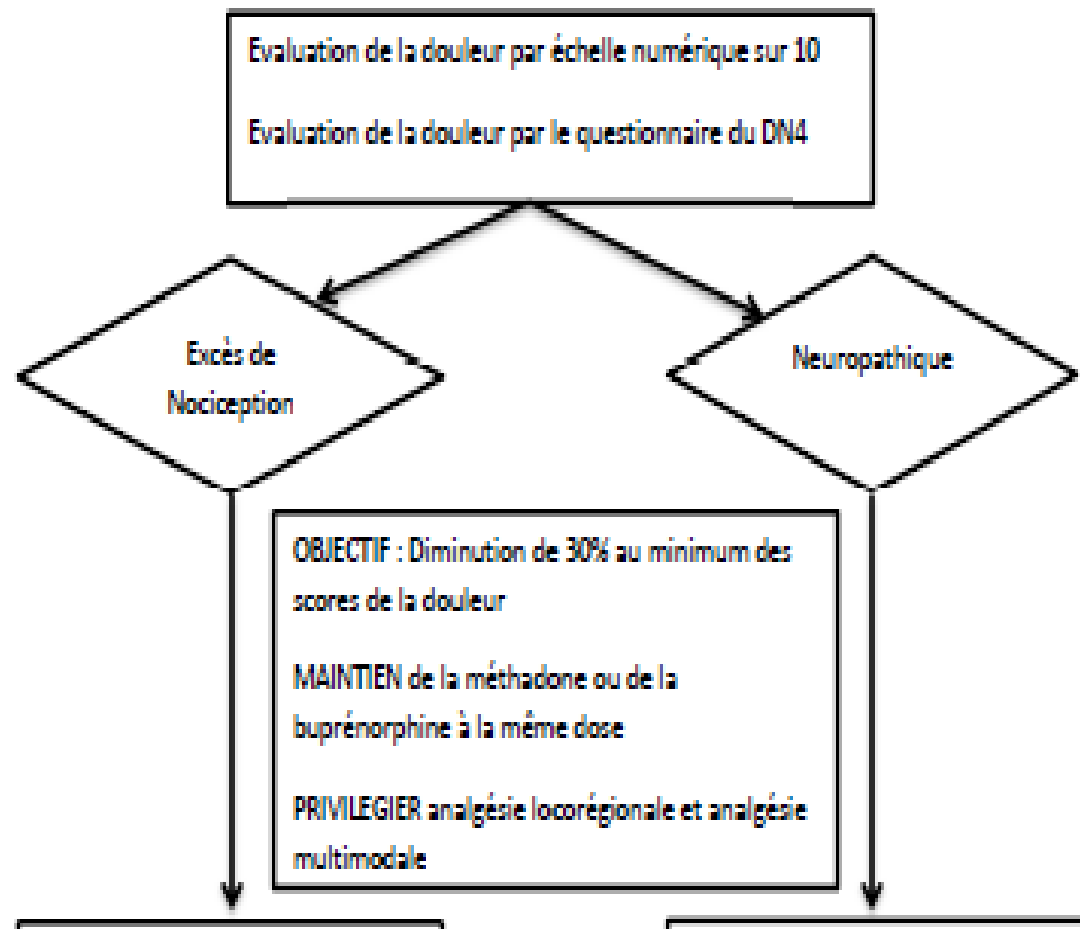 Evaluation de la douleur par échelle numérique sur 10
Evaluation de la douleur par le questionnaire du DN4
Excès de
Nociception
Neuropathique
OBJECTIF : Diminution de 30% au minimum des
scores de la douleur
MAINTIEN de la méthadone ou de la
buprénorphine à la même dose
PRIVILEGIER analgésie locorégionale et analgésie
multimodale